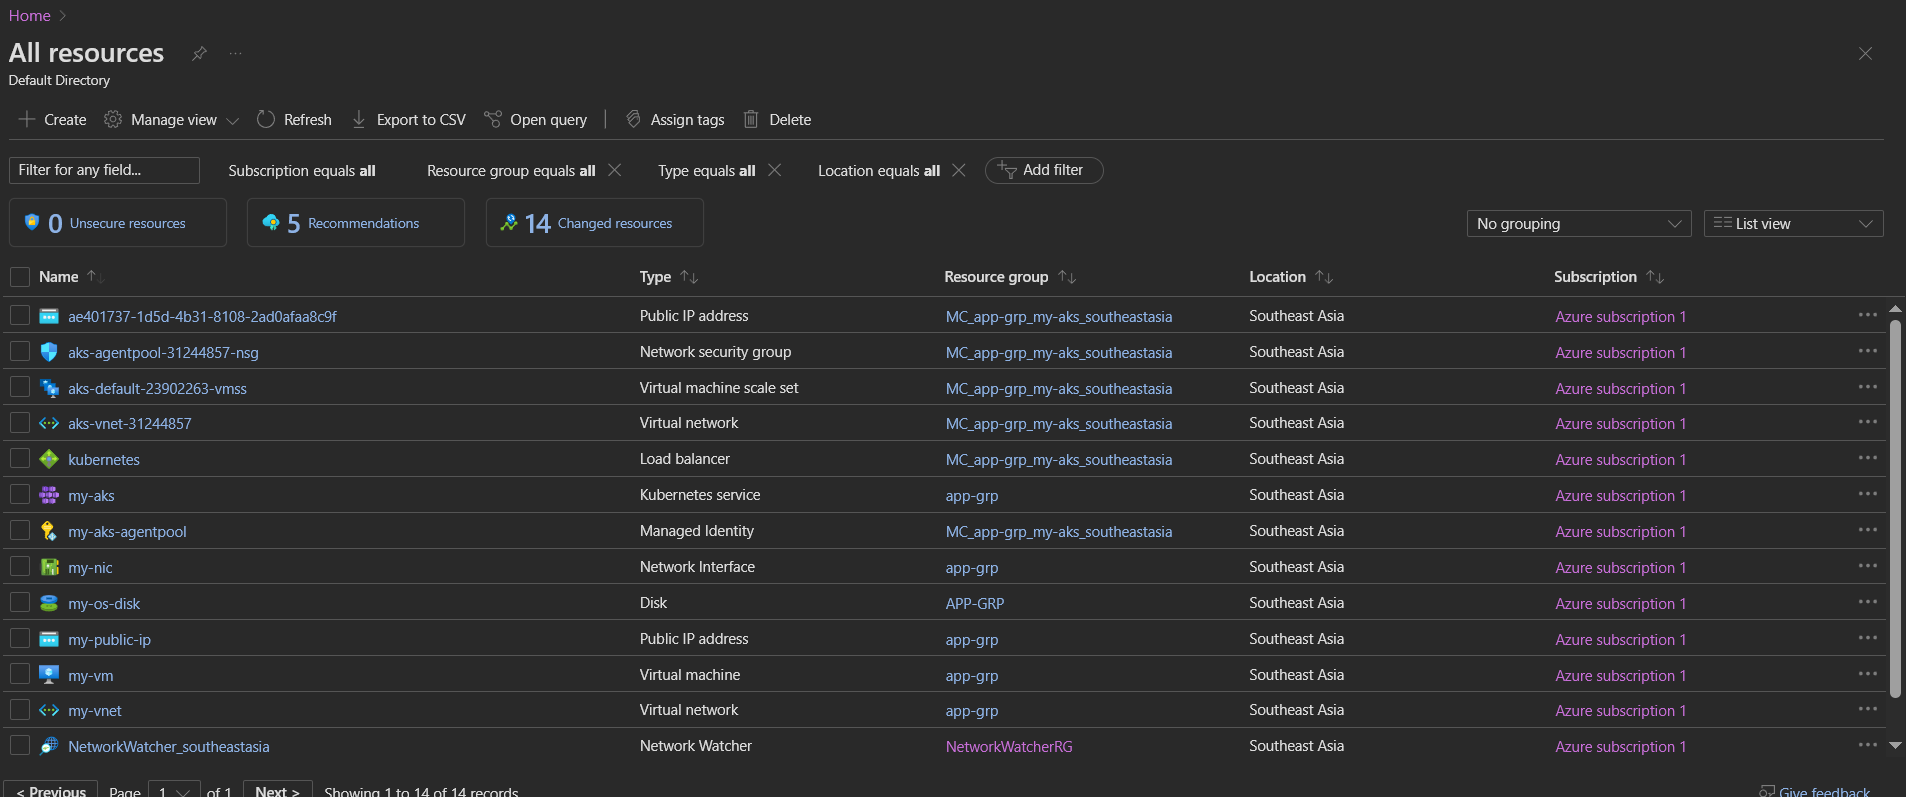 Home
All resources
Default Directory
Create Manage view Refresh Export to CSV Open query Assign tags Delete
Filter for any field... Subscription equals all Resource group equals all Type equals all Location equals all Add filter
0 Unsecure resources 5 Recommendations 14 Changed resources No grouping List view
Name Type Resource group Location Subscription
ae401737-1d5d-4b31-8108-2ad0afaa8c9f Public IP address MC_app-grp_my-aks_southeastasia Southeast Asia Azure subscription 1
aks-agentpool-31244857-nsg Network security group MC_app-grp_my-aks_southeastasia Southeast Asia Azure subscription 1
aks-default-23902263-vmss Virtual machine scale set MC_app-grp_my-aks_southeastasia Southeast Asia Azure subscription 1
aks-vnet-31244857 Virtual network MC_app-grp_my-aks_southeastasia Southeast Asia Azure subscription 1
kubernetes Load balancer MC_app-grp_my-aks_southeastasia Southeast Asia Azure subscription 1
my-aks Kubernetes service app-grp Southeast Asia Azure subscription 1
my-aks-agentpool Managed Identity MC_app-grp_my-aks_southeastasia Southeast Asia Azure subscription 1
my-nic Network Interface app-grp Southeast Asia Azure subscription 1
my-os-disk Disk APP-GRP Southeast Asia Azure subscription 1
my-public-ip Public IP address app-grp Southeast Asia Azure subscription 1
my-vm Virtual machine app-grp Southeast Asia Azure subscription 1
my-vnet Virtual network app-grp Southeast Asia Azure subscription 1
NetworkWatcher_southeastasia Network Watcher NetworkWatcherRG Southeast Asia Azure subscription 1
< Previous Page 1 of 1 Next > Showing 1 to 14 of 14 records. Give feedback